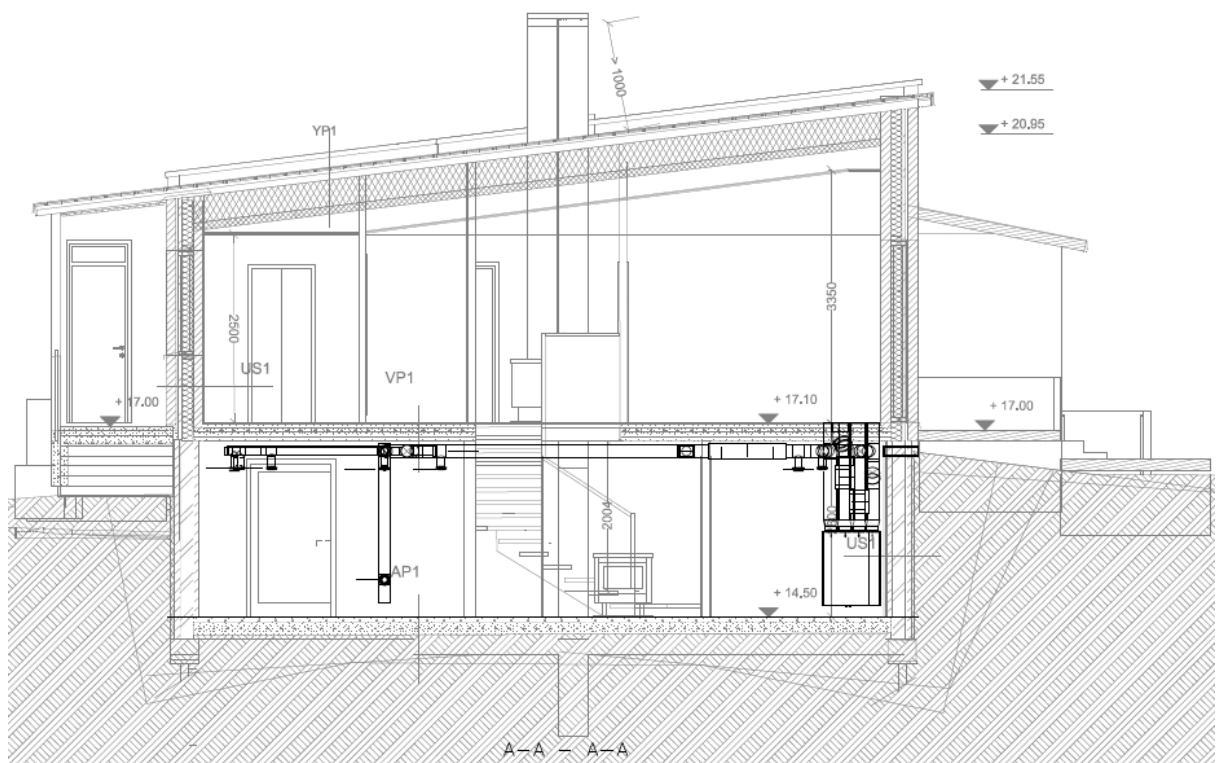 + 21.55
> 1000
+ 20.95
YP1
3350
2500
US1
VP1
+ 17.00
+ 17.10
+ 17.00
2004
US1
AP1
+ 14.50
A-A - A-A